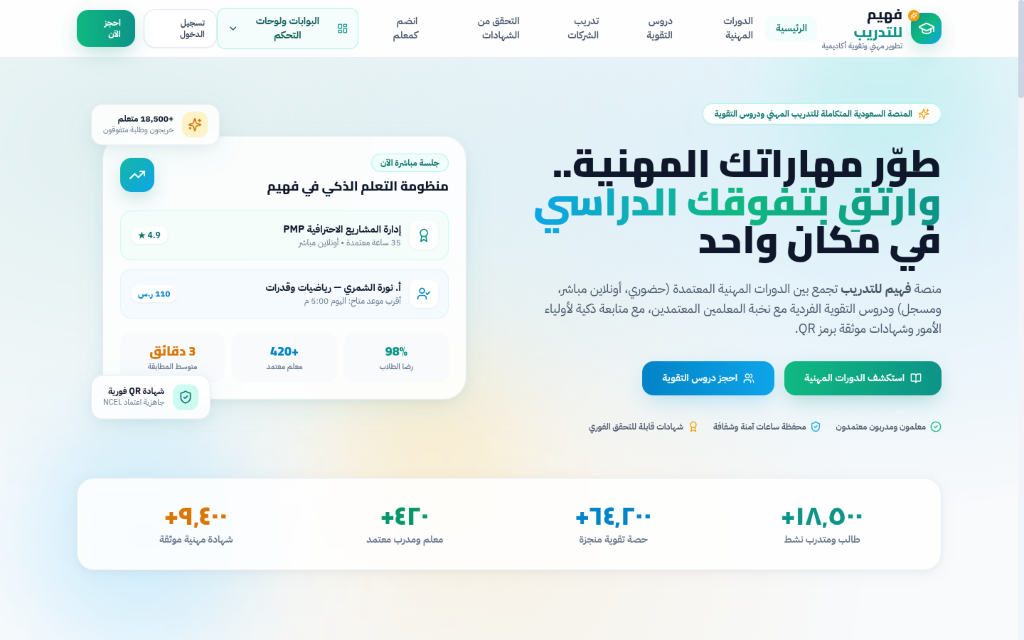 فهيم
للتدريب
تطوير مهني وتقوية أكاديمية
الرئيسية
الدورات
المهنية
دروس
التقوية
تدريب
الشركات
التحقق من
الشهادات
انضم
كمعلم
البوابات ولوحات
التحكم
تسجيل
الدخول
احجز
الآن
المنصة السعودية المتكاملة للتدريب المهني ودروس التقوية
طوّر مهاراتك المهنية..
وارتقِ بتفوقك الدراسي
في مكان واحد
منصة فهيم للتدريب تجمع بين الدورات المهنية المعتمدة (حضوري، أونلاين مباشر،
ومسجل) ودروس التقوية الفردية مع نخبة المعلمين المعتمدين، مع متابعة ذكية لأولياء
الأمور وشهادات موثقة برمز QR.
استكشف الدورات المهنية
احجز دروس التقوية
معلمون ومدربون معتمدون
محفظة ساعات آمنة وشفافة
شهادات قابلة للتحقق الفوري
+18,500 متعلم
خريجون وطلبة متفوقون
جلسة مباشرة الآن
منظومة التعلم الذكي في فهيم
إدارة المشاريع الاحترافية PMP
35 ساعة معتمدة • أونلاين مباشر
4.9 ★
أ. نورة الشمري — رياضيات وقدرات
أقرب موعد متاح: اليوم 5:00 م
110 ر.س
98%
رضا الطلاب
+420
معلم معتمد
3 دقائق
متوسط المطابقة
شهادة QR فورية
جاهزية اعتماد NCEL
+١٨,٥٠٠
طالب ومتدرب نشط
+٦٤,٢٠٠
حصة تقوية منجزة
+٤٢٠
معلم ومدرب معتمد
+٩,٤٠٠
شهادة مهنية موثقة